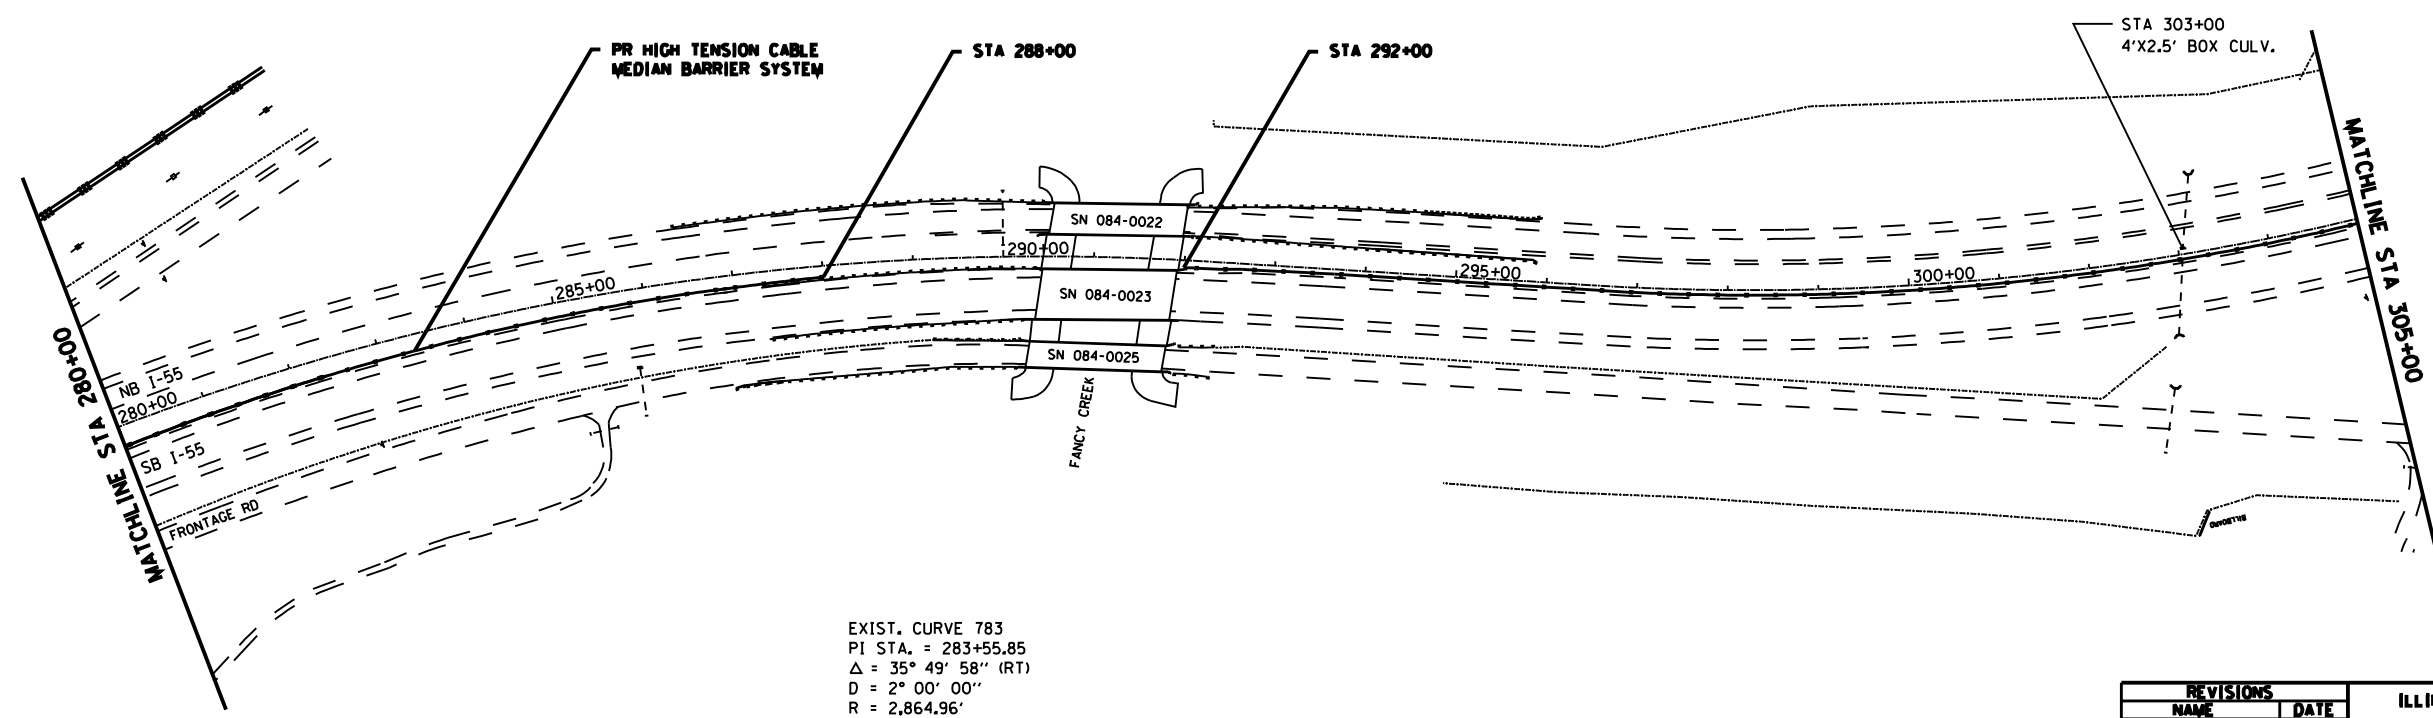 PR HIGH TENSION CABLE
MEDIAN BARRIER SYSTEM
STA 288+00
STA 292+00
STA 303+00
4'X2.5' BOX CULV.
MATCHLINE STA 280+00
MATCHLINE STA 305+00
NB I-55
280+00
SB I-55
FRONTAGE RD
285+00
290+00
295+00
300+00
SN 084-0022
SN 084-0023
SN 084-0025
FANCY CREEK
BILLBOARD
EXIST. CURVE 783
PI STA. = 283+55.85
Δ = 35° 49' 58'' (RT)
D = 2° 00' 00''
R = 2,864.96'
REVISIONS
NAME DATE